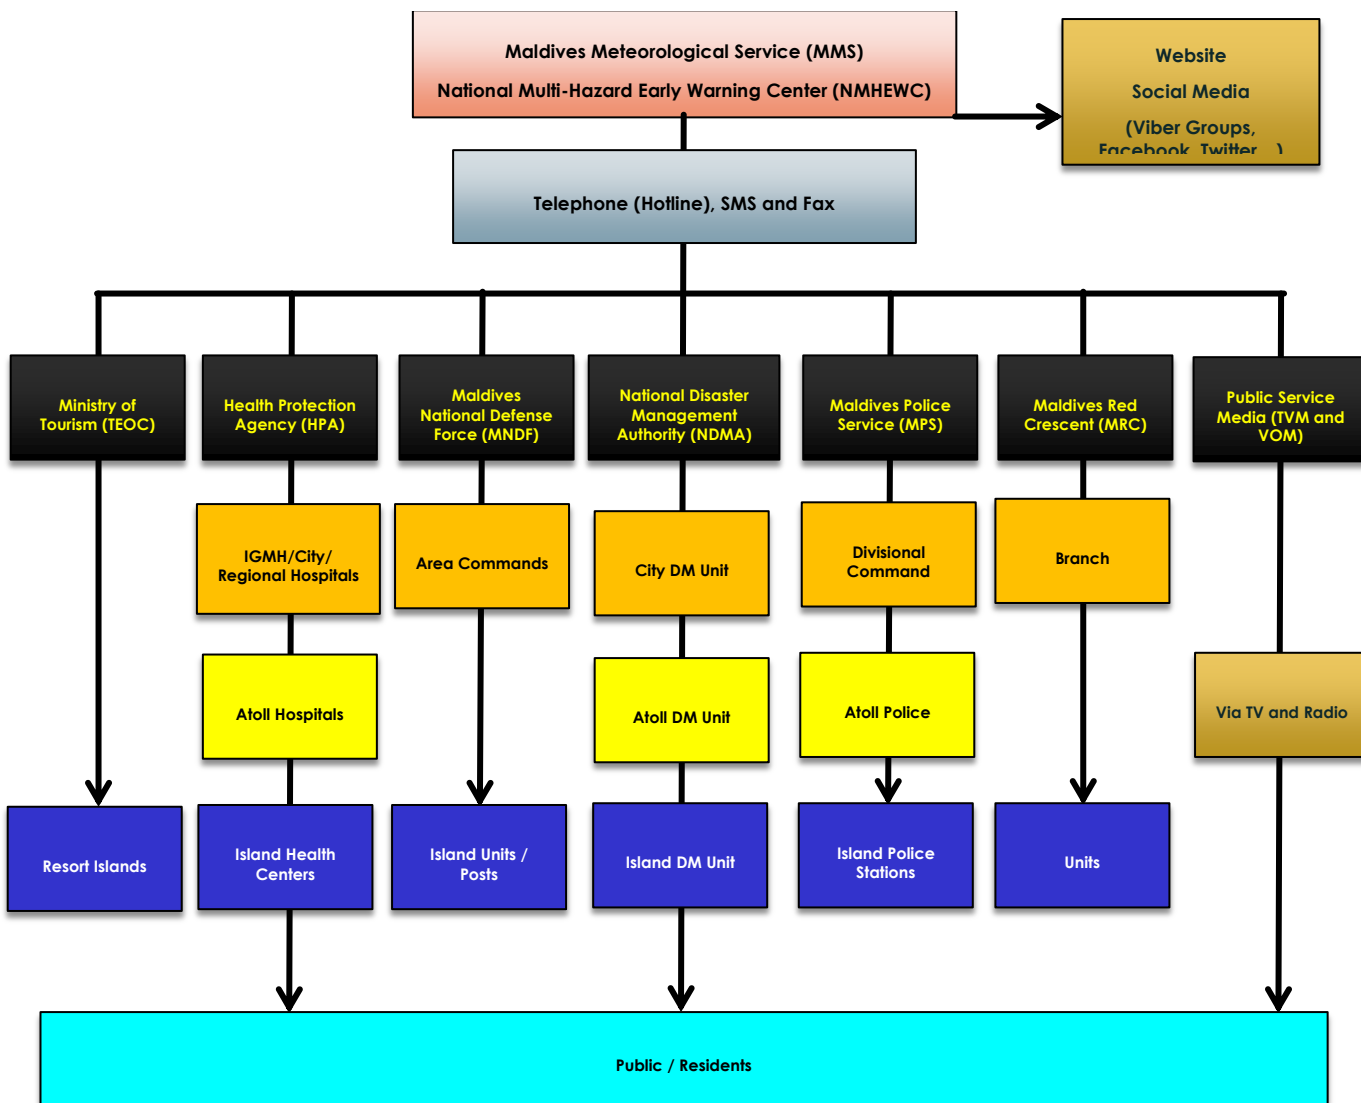 Maldives Meteorological Service (MMS)
National Multi-Hazard Early Warning Center (NMHEWC)
Website
Social Media
(Viber Groups,
Facebook, Twitter...)
Telephone (Hotline), SMS and Fax
Ministry of
Tourism (TEOC)
Health Protection
Agency (HPA)
Maldives
National Defense
Force (MNDF)
National Disaster
Management
Authority (NDMA)
Maldives Police
Service (MPS)
Maldives Red
Crescent (MRC)
Public Service
Media (TVM and
VOM)
IGMH/City/
Regional Hospitals
Area Commands
City DM Unit
Divisional
Command
Branch
Atoll Hospitals
Atoll DM Unit
Atoll Police
Via TV and Radio
Resort Islands
Island Health
Centers
Island Units /
Posts
Island DM Unit
Island Police
Stations
Units
Public / Residents